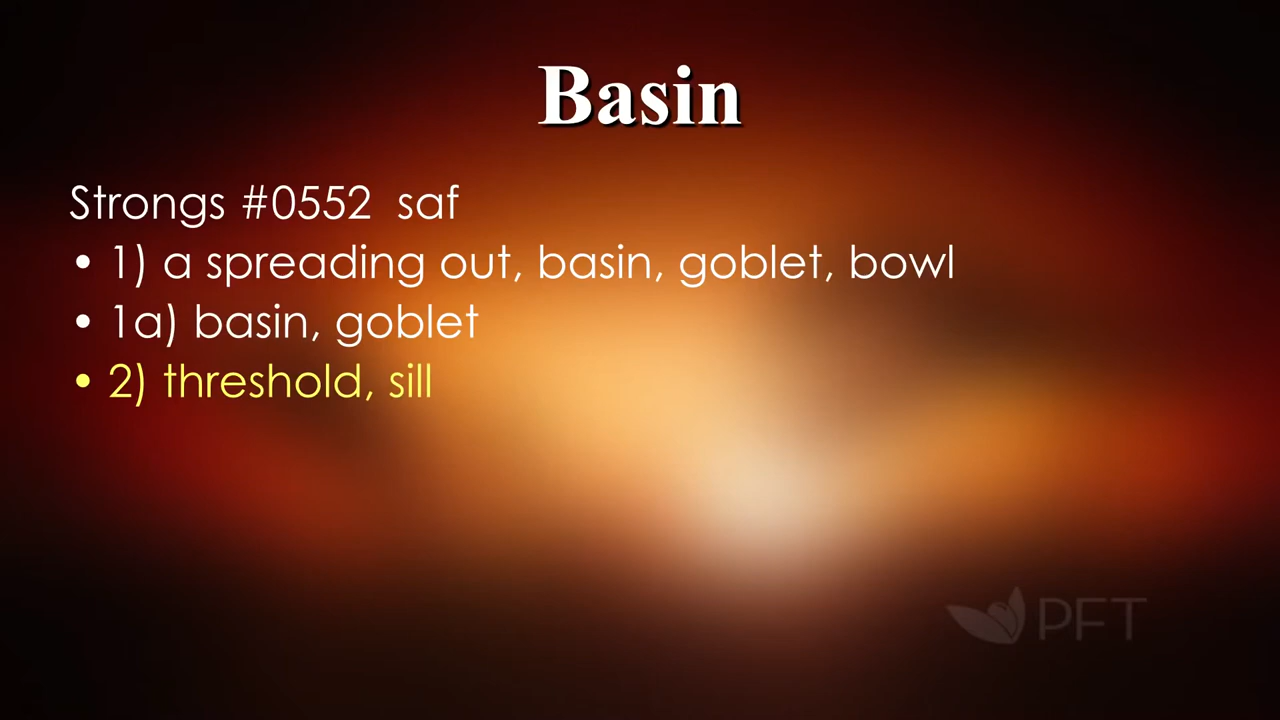 Basin
Strongs #0552 saf
• 1) a spreading out, basin, goblet, bowl
• 1a) basin, goblet
• 2) threshold, sill
PFT